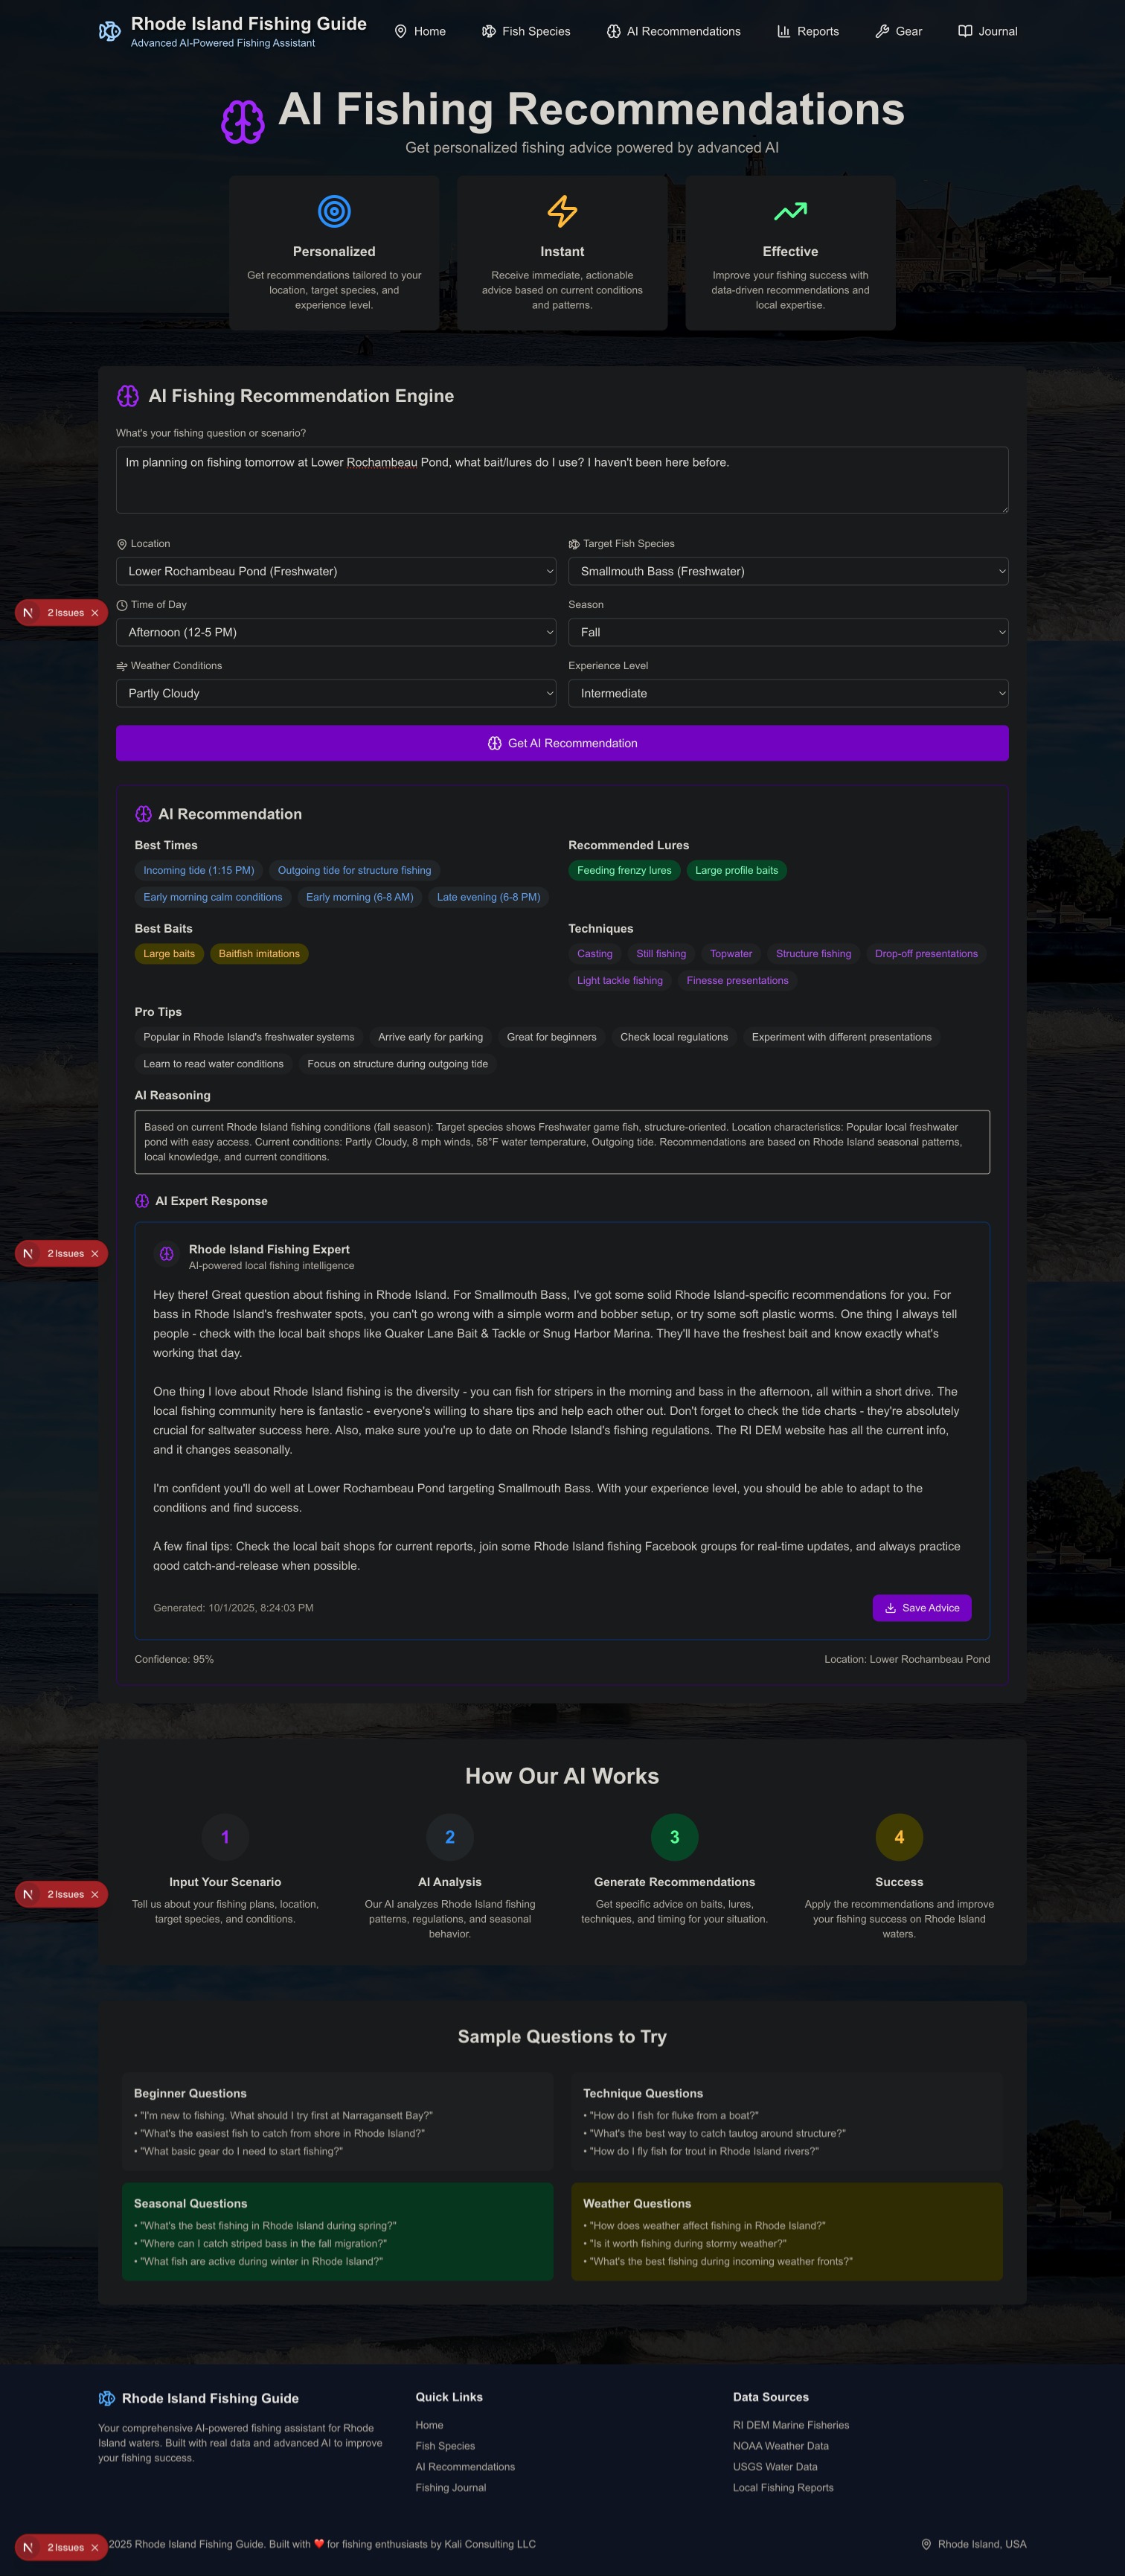 Rhode Island Fishing Guide
Advanced AI-Powered Fishing Assistant
Home
Fish Species
AI Recommendations
Reports
Gear
Journal
AI Fishing Recommendations
Get personalized fishing advice powered by advanced AI
Personalized
Get recommendations tailored to your
location, target species, and
experience level.
Instant
Receive immediate, actionable
advice based on current conditions
and patterns.
Effective
Improve your fishing success with
data-driven recommendations and
local expertise.
AI Fishing Recommendation Engine
What's your fishing question or scenario?
Im planning on fishing tomorrow at Lower Rochambeau Pond, what bait/lures do I use? I haven't been here before.
Location
Target Fish Species
Lower Rochambeau Pond (Freshwater)
Smallmouth Bass (Freshwater)
N 2 Issues
Time of Day
Season
Afternoon (12-5 PM)
Fall
Weather Conditions
Experience Level
Partly Cloudy
Intermediate
Get AI Recommendation
AI Recommendation
Best Times
Incoming tide (1:15 PM)
Outgoing tide for structure fishing
Early morning calm conditions
Early morning (6-8 AM)
Late evening (6-8 PM)
Recommended Lures
Feeding frenzy lures
Large profile baits
Best Baits
Large baits
Baitfish imitations
Techniques
Casting
Still fishing
Topwater
Structure fishing
Drop-off presentations
Light tackle fishing
Finesse presentations
Pro Tips
Popular in Rhode Island's freshwater systems
Arrive early for parking
Great for beginners
Check local regulations
Experiment with different presentations
Learn to read water conditions
Focus on structure during outgoing tide
AI Reasoning
Based on current Rhode Island fishing conditions (fall season): Target species shows Freshwater game fish, structure-oriented. Location characteristics: Popular local freshwater
pond with easy access. Current conditions: Partly Cloudy, 8 mph winds, 58°F water temperature, Outgoing tide. Recommendations are based on Rhode Island seasonal patterns,
local knowledge, and current conditions.
AI Expert Response
N 2 Issues
Rhode Island Fishing Expert
AI-powered local fishing intelligence
Hey there! Great question about fishing in Rhode Island. For Smallmouth Bass, I've got some solid Rhode Island-specific recommendations for you. For
bass in Rhode Island's freshwater spots, you can't go wrong with a simple worm and bobber setup, or try some soft plastic worms. One thing I always tell
people - check with the local bait shops like Quaker Lane Bait & Tackle or Snug Harbor Marina. They'll have the freshest bait and know exactly what's
working that day.
One thing I love about Rhode Island fishing is the diversity - you can fish for stripers in the morning and bass in the afternoon, all within a short drive. The
local fishing community here is fantastic - everyone's willing to share tips and help each other out. Don't forget to check the tide charts - they're absolutely
crucial for saltwater success here. Also, make sure you're up to date on Rhode Island's fishing regulations. The RI DEM website has all the current info,
and it changes seasonally.
I'm confident you'll do well at Lower Rochambeau Pond targeting Smallmouth Bass. With your experience level, you should be able to adapt to the
conditions and find success.
A few final tips: Check the local bait shops for current reports, join some Rhode Island fishing Facebook groups for real-time updates, and always practice
good catch-and-release when possible.
Generated: 10/1/2025, 8:24:03 PM
Save Advice
Confidence: 95%
Location: Lower Rochambeau Pond
How Our AI Works
1
Input Your Scenario
Tell us about your fishing plans, location,
target species, and conditions.
2
AI Analysis
Our AI analyzes Rhode Island fishing
patterns, regulations, and seasonal
behavior.
3
Generate Recommendations
Get specific advice on baits, lures,
techniques, and timing for your situation.
4
Success
Apply the recommendations and improve
your fishing success on Rhode Island
waters.
N 2 Issues
Sample Questions to Try
Beginner Questions
• "I'm new to fishing. What should I try first at Narragansett Bay?"
• "What's the easiest fish to catch from shore in Rhode Island?"
• "What basic gear do I need to start fishing?"
Technique Questions
• "How do I fish for fluke from a boat?"
• "What's the best way to catch tautog around structure?"
• "How do I fly fish for trout in Rhode Island rivers?"
Seasonal Questions
• "What's the best fishing in Rhode Island during spring?"
• "Where can I catch striped bass in the fall migration?"
• "What fish are active during winter in Rhode Island?"
Weather Questions
• "How does weather affect fishing in Rhode Island?"
• "Is it worth fishing during stormy weather?"
• "What's the best fishing during incoming weather fronts?"
Rhode Island Fishing Guide
Your comprehensive AI-powered fishing assistant for Rhode
Island waters. Built with real data and advanced AI to improve
your fishing success.
Quick Links
Home
Fish Species
AI Recommendations
Fishing Journal
Data Sources
RI DEM Marine Fisheries
NOAA Weather Data
USGS Water Data
Local Fishing Reports
N 2 Issues
2025 Rhode Island Fishing Guide. Built with ❤️ for fishing enthusiasts by Kali Consulting LLC
Rhode Island, USA